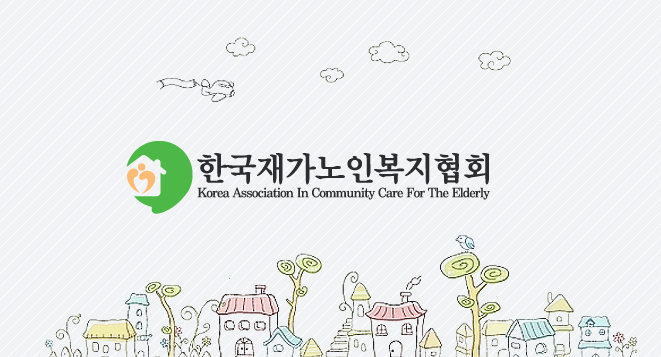 한국재가노인복지협회
Korea Association In Community Care For The Elderly